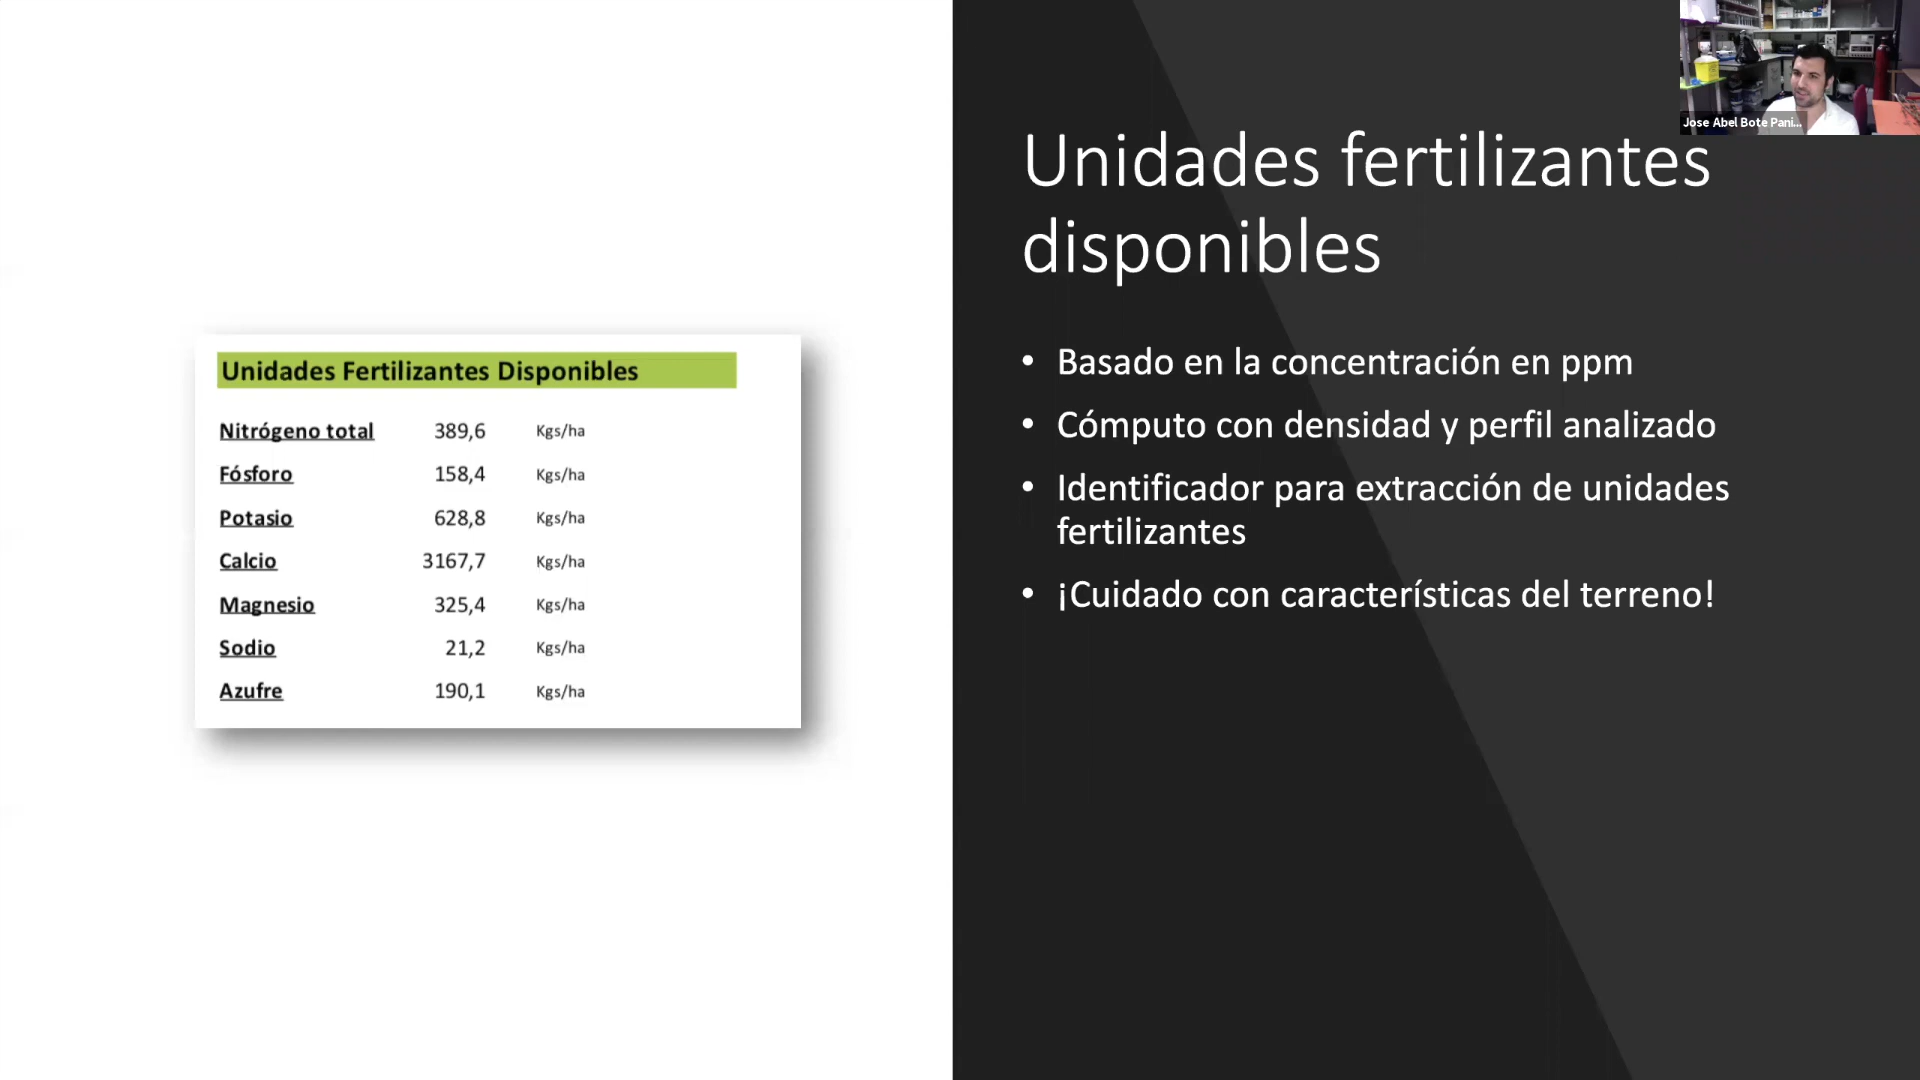 Unidades Fertilizantes Disponibles
Nitrógeno total 389,6 Kgs/ha
Fósforo 158,4 Kgs/ha
Potasio 628,8 Kgs/ha
Calcio 3167,7 Kgs/ha
Magnesio 325,4 Kgs/ha
Sodio 21,2 Kgs/ha
Azufre 190,1 Kgs/ha
Jose Abel Bote Pani...
Unidades fertilizantes
disponibles
• Basado en la concentración en ppm
• Cómputo con densidad y perfil analizado
• Identificador para extracción de unidades
fertilizantes
• ¡Cuidado con características del terreno!